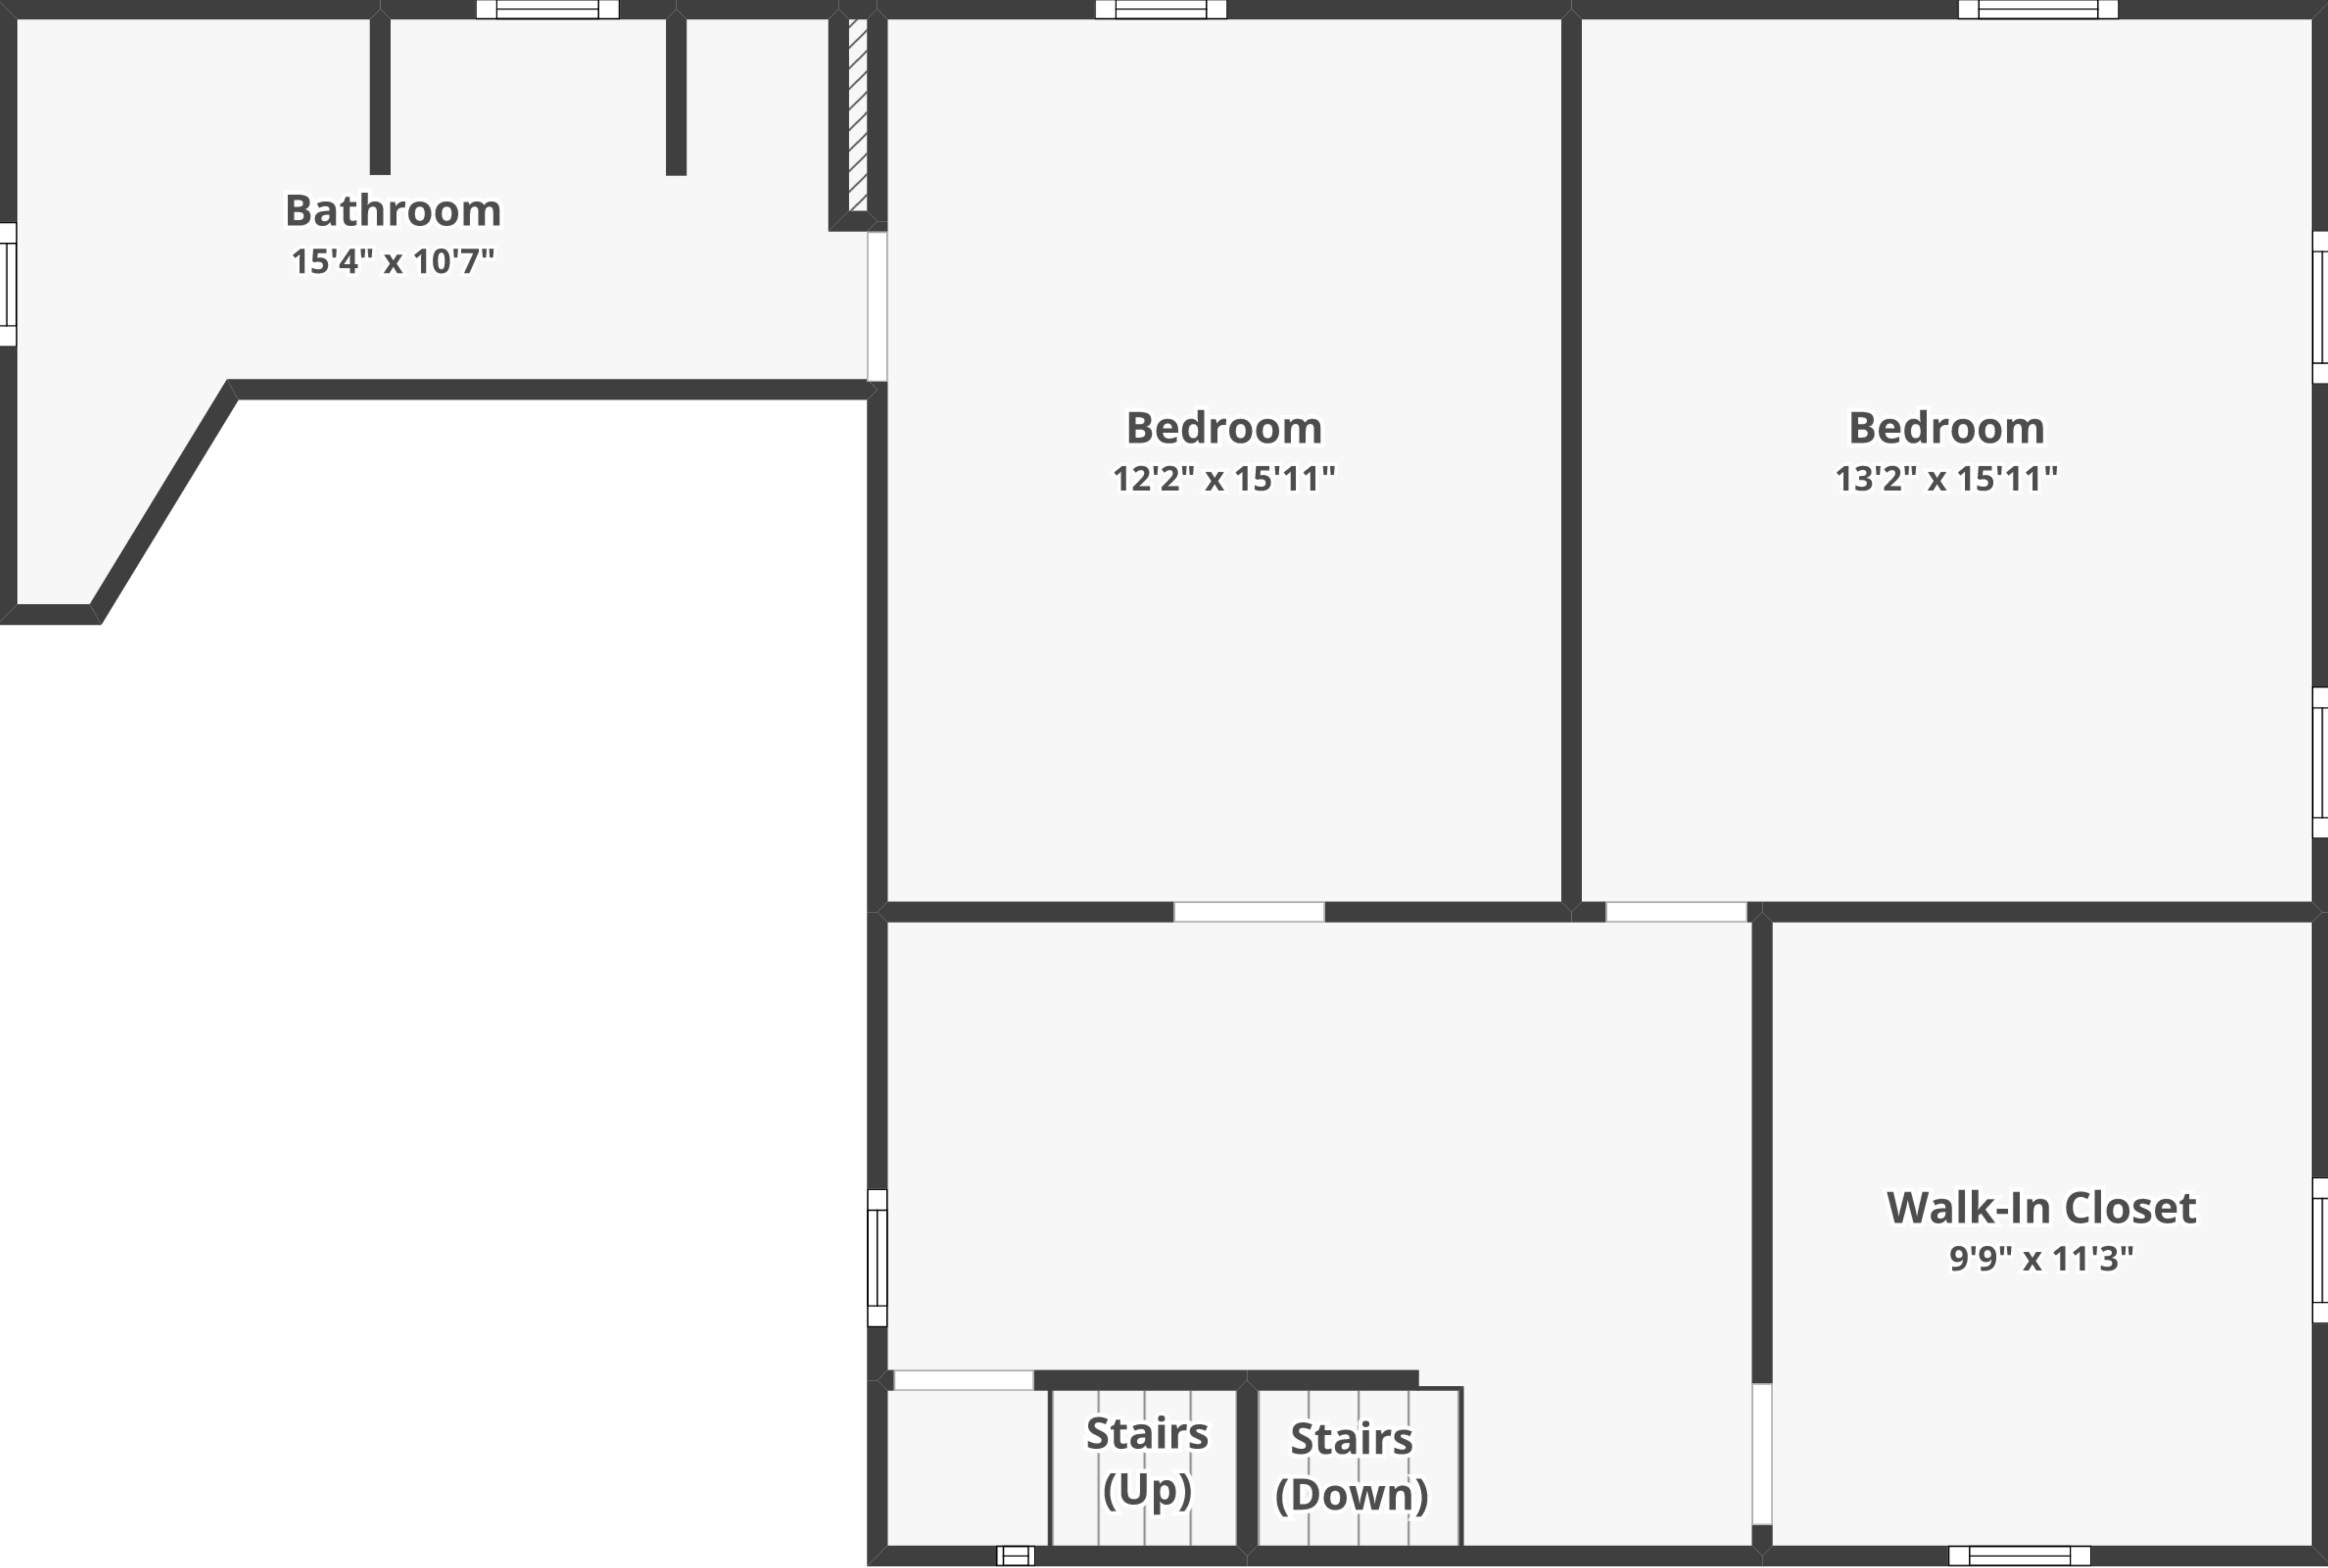 Bathroom
15'4" x 10'7"
Bedroom
12'2" x 15'11"
Bedroom
13'2" x 15'11"
Walk-In Closet
9'9" x 11'3"
Stairs
(Up)
Stairs
(Down)